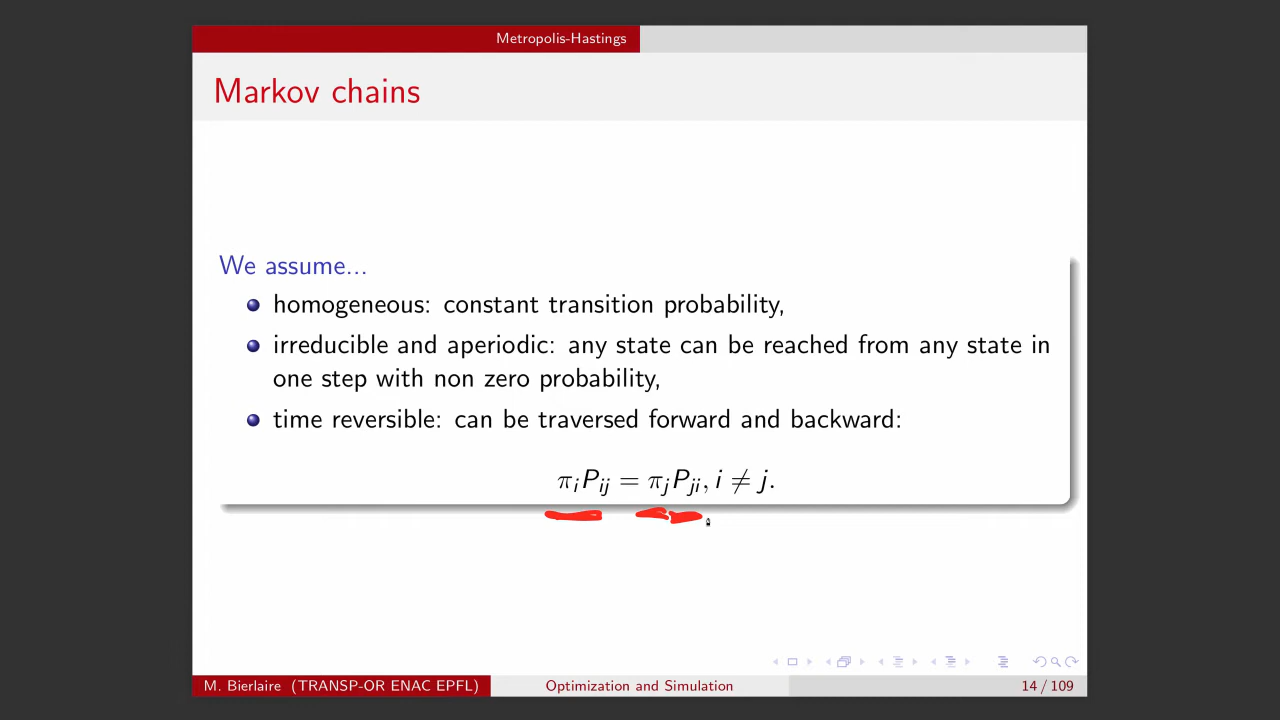 Metropolis-Hastings
Markov chains
We assume...
homogeneous: constant transition probability,
irreducible and aperiodic: any state can be reached from any state in
one step with non zero probability,
time reversible: can be traversed forward and backward:
πᵢPᵢⱼ = πⱼPⱼᵢ, i ≠ j.
M. Bierlaire (TRANSP-OR ENAC EPFL)
Optimization and Simulation
14 / 109